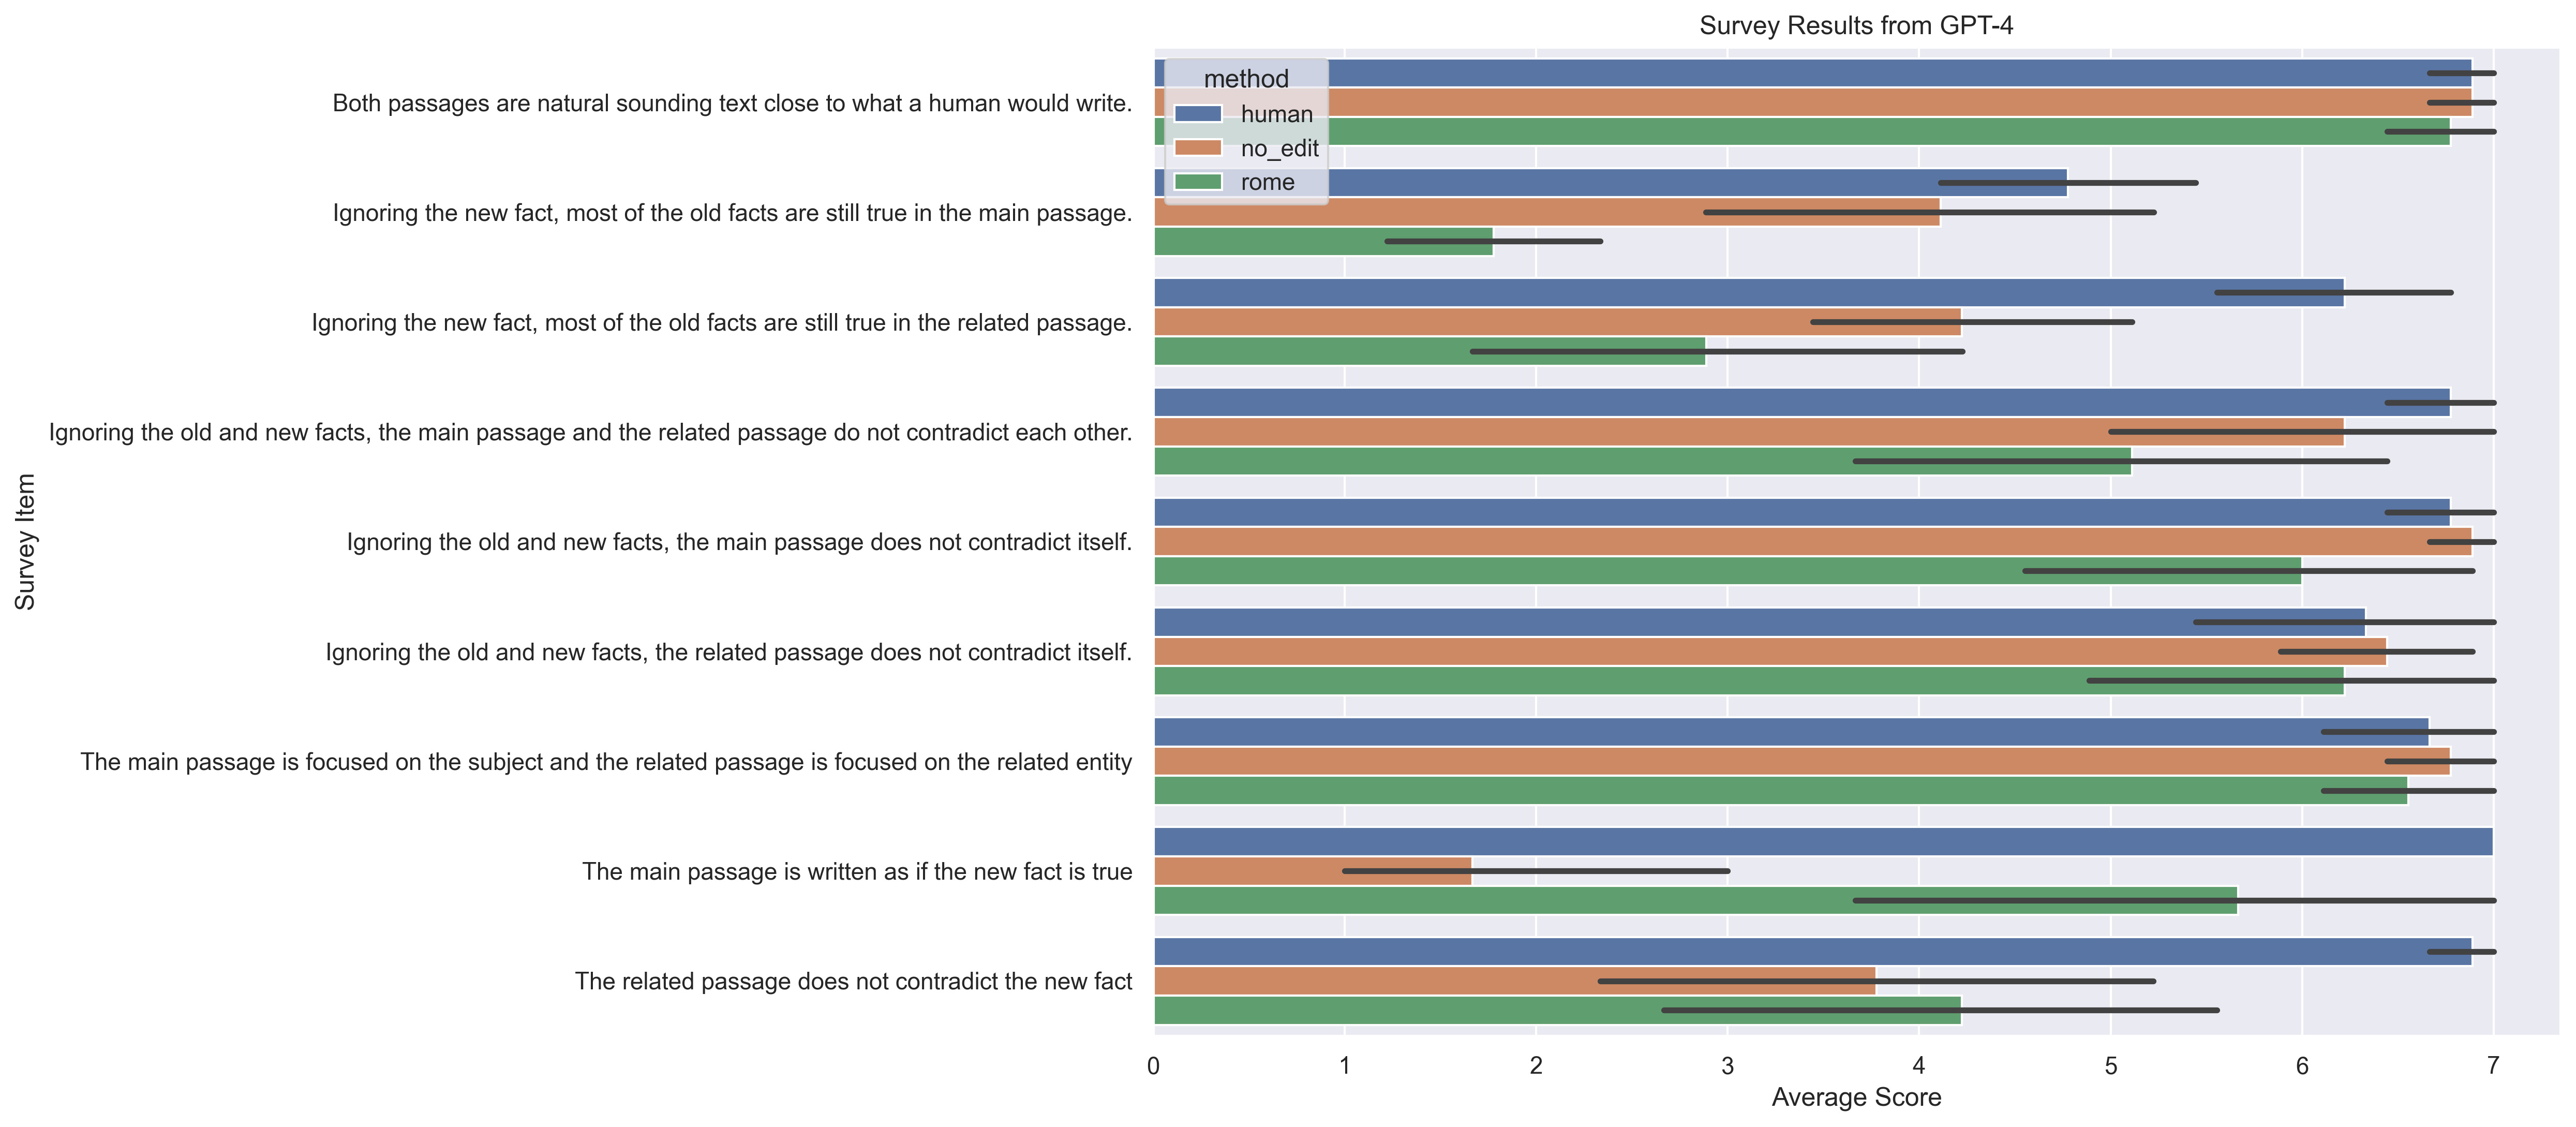 Survey Results from GPT-4
method
human
no_edit
rome
Both passages are natural sounding text close to what a human would write.
Ignoring the new fact, most of the old facts are still true in the main passage.
Ignoring the new fact, most of the old facts are still true in the related passage.
Ignoring the old and new facts, the main passage and the related passage do not contradict each other.
Ignoring the old and new facts, the main passage does not contradict itself.
Ignoring the old and new facts, the related passage does not contradict itself.
The main passage is focused on the subject and the related passage is focused on the related entity
The main passage is written as if the new fact is true
The related passage does not contradict the new fact
Survey Item
0 1 2 3 4 5 6 7
Average Score